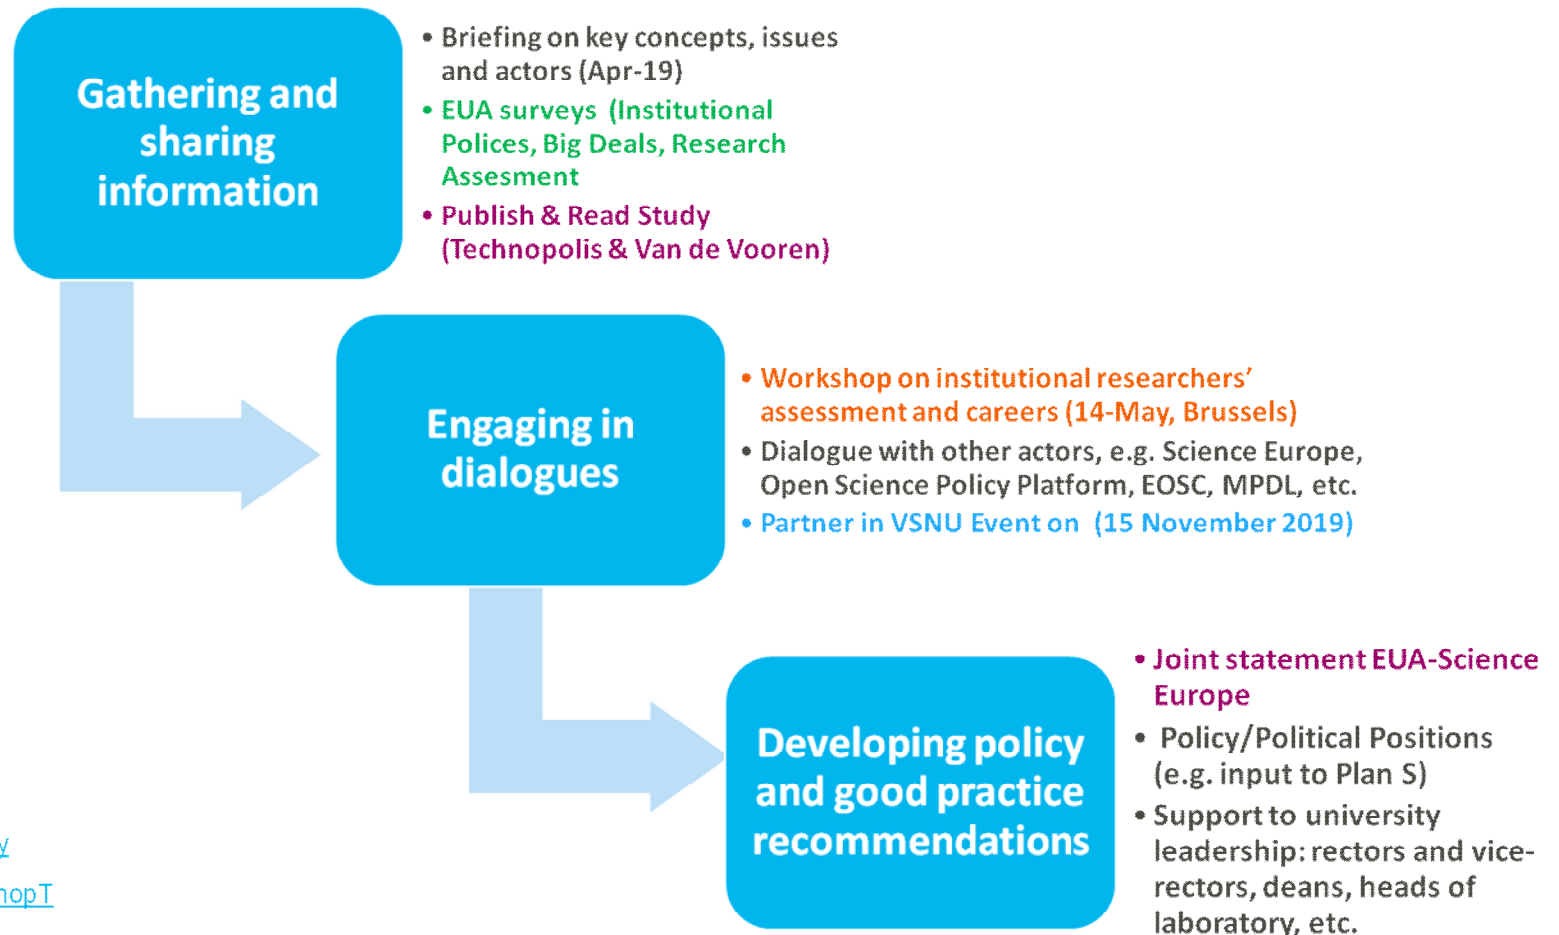 Gathering and
sharing
information
• Briefing on key concepts, issues
and actors (Apr-19)
• EUA surveys (Institutional
Polices, Big Deals, Research
Assesment
• Publish & Read Study
(Technopolis & Van de Vooren)
Engaging in
dialogues
• Workshop on institutional researchers’
assessment and careers (14-May, Brussels)
• Dialogue with other actors, e.g. Science Europe,
Open Science Policy Platform, EOSC, MPDL, etc.
• Partner in VSNU Event on (15 November 2019)
Developing policy
and good practice
recommendations
• Joint statement EUA-Science
Europe
• Policy/Political Positions
(e.g. input to Plan S)
• Support to university
leadership: rectors and vice-
rectors, deans, heads of
laboratory, etc.